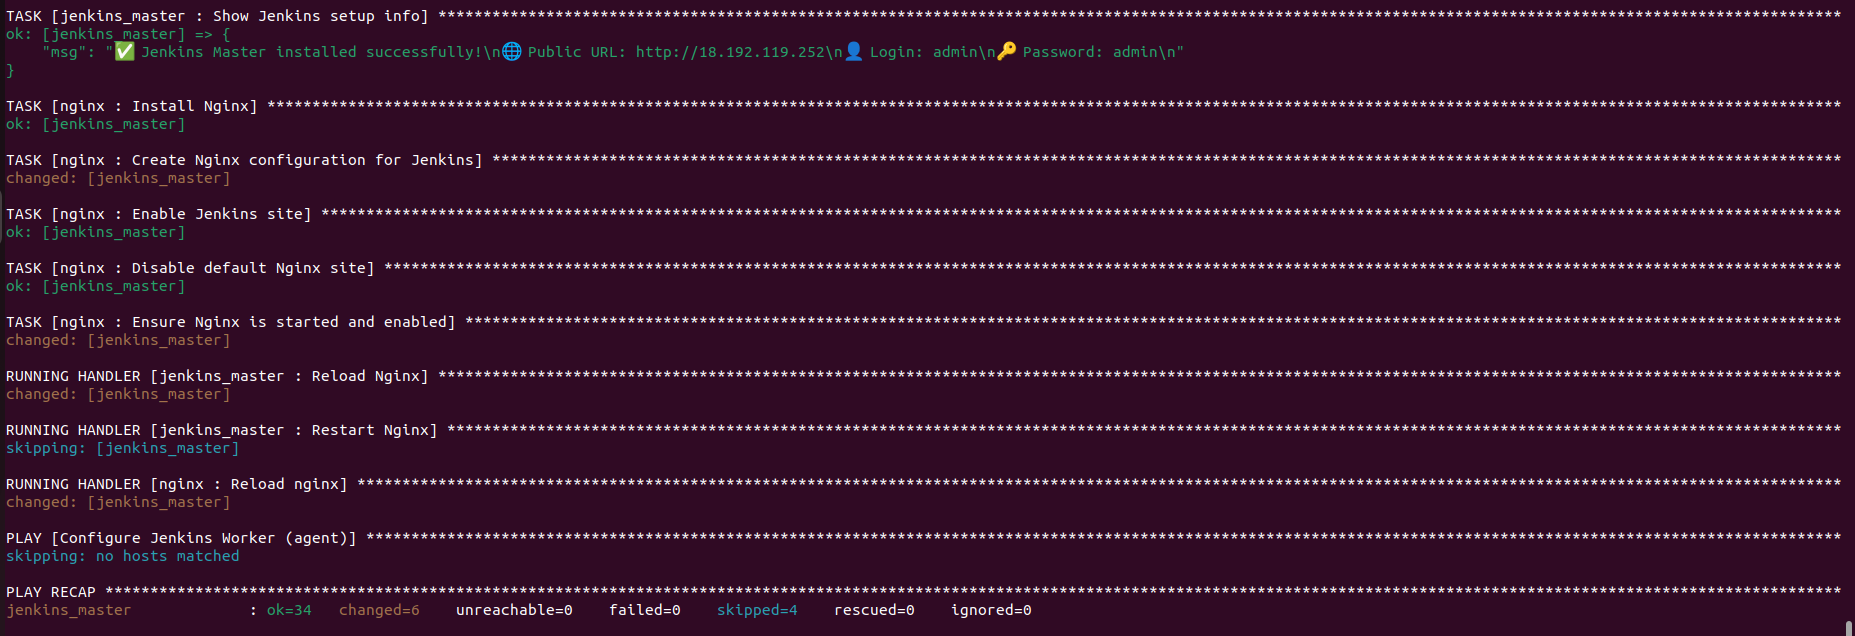 TASK [jenkins_master : Show Jenkins setup info] ************************************************************************************************************************************************************
ok: [jenkins_master] => {
    "msg": "✅ Jenkins Master installed successfully!\n🌐 Public URL: http://18.192.119.252\n👤 Login: admin\n🔑 Password: admin\n"
}
TASK [nginx : Install Nginx] *******************************************************************************************************************************************************************************
ok: [jenkins_master]
TASK [nginx : Create Nginx configuration for Jenkins] ******************************************************************************************************************************************************
changed: [jenkins_master]
TASK [nginx : Enable Jenkins site] *************************************************************************************************************************************************************************
ok: [jenkins_master]
TASK [nginx : Disable default Nginx site] ******************************************************************************************************************************************************************
ok: [jenkins_master]
TASK [nginx : Ensure Nginx is started and enabled] *********************************************************************************************************************************************************
changed: [jenkins_master]
RUNNING HANDLER [jenkins_master : Reload Nginx] ************************************************************************************************************************************************************
changed: [jenkins_master]
RUNNING HANDLER [jenkins_master : Restart Nginx] ***********************************************************************************************************************************************************
skipping: [jenkins_master]
RUNNING HANDLER [nginx : Reload nginx] *********************************************************************************************************************************************************************
changed: [jenkins_master]
PLAY [Configure Jenkins Worker (agent)] ********************************************************************************************************************************************************************
skipping: no hosts matched
PLAY RECAP *************************************************************************************************************************************************************************************************
jenkins_master             : ok=34   changed=6    unreachable=0    failed=0    skipped=4    rescued=0    ignored=0